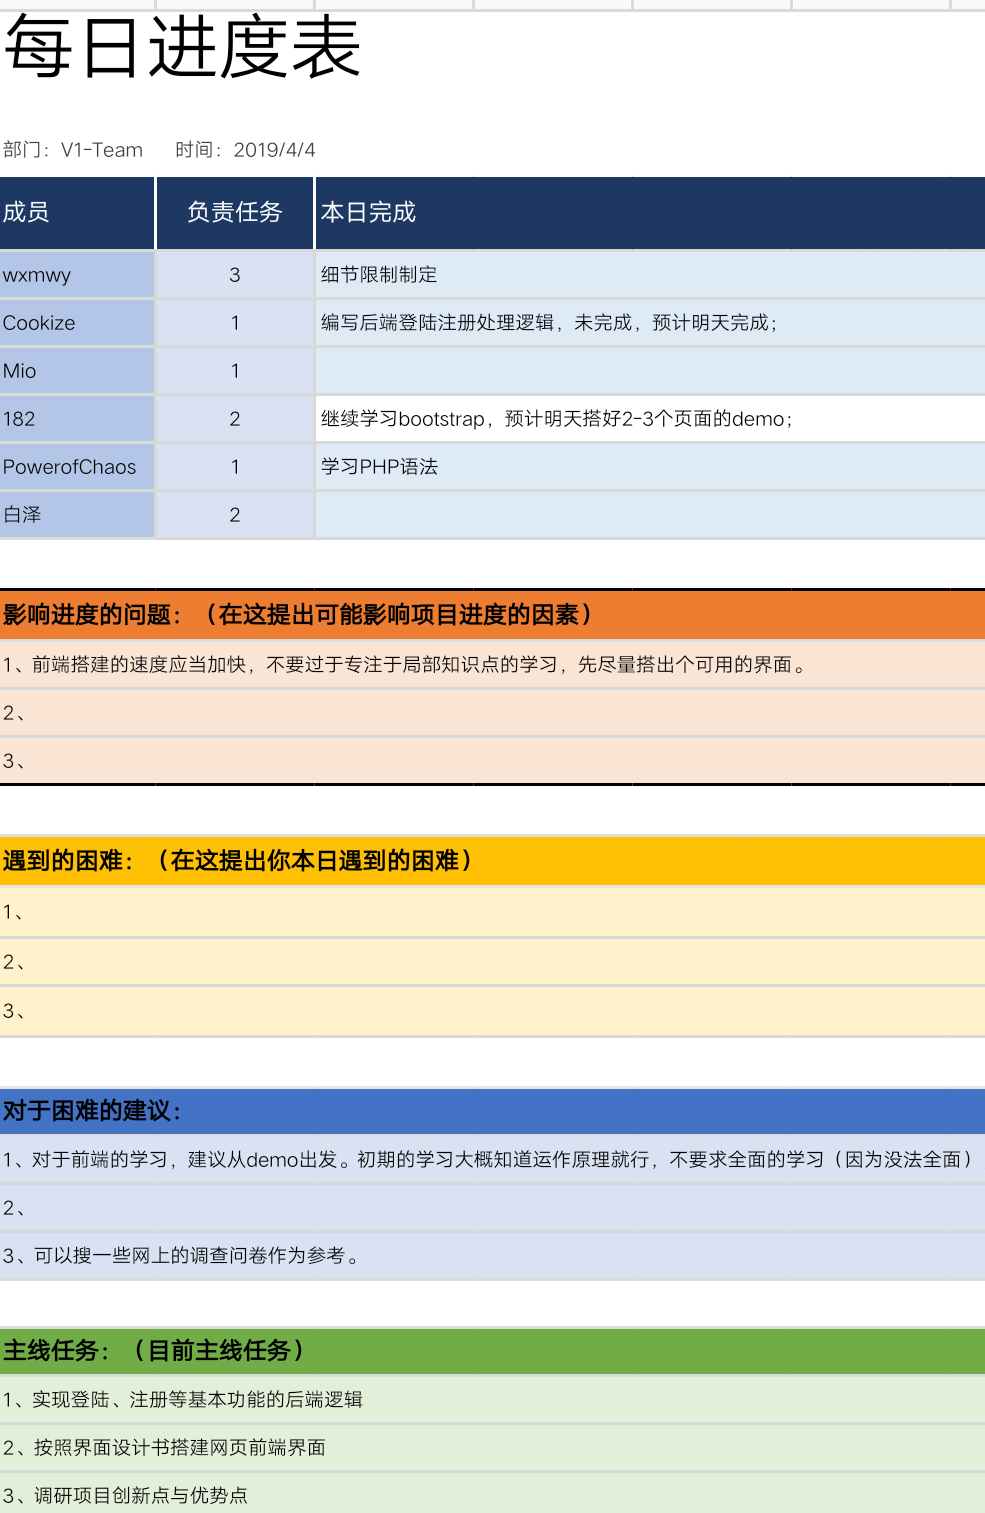 每日进度表
部门：V1-Team 时间：2019/4/4
成员 负责任务 本日完成
wxmwy 3 细节限制制定
Cookize 1 编写后端登陆注册处理逻辑，未完成，预计明天完成；
Mio 1
182 2 继续学习bootstrap，预计明天搭好2-3个页面的demo；
PowerofChaos 1 学习PHP语法
白泽 2
影响进度的问题：（在这提出可能影响项目进度的因素）
1、前端搭建的速度应当加快，不要过于专注于局部知识点的学习，先尽量搭出个可用的界面。
2、
3、
遇到的困难：（在这提出你本日遇到的困难）
1、
2、
3、
对于困难的建议：
1、对于前端的学习，建议从demo出发。初期的学习大概知道运作原理就行，不要求全面的学习（因为没法全面）
2、
3、可以搜一些网上的调查问卷作为参考。
主线任务：（目前主线任务）
1、实现登陆、注册等基本功能的后端逻辑
2、按照界面设计书搭建网页前端界面
3、调研项目创新点与优势点